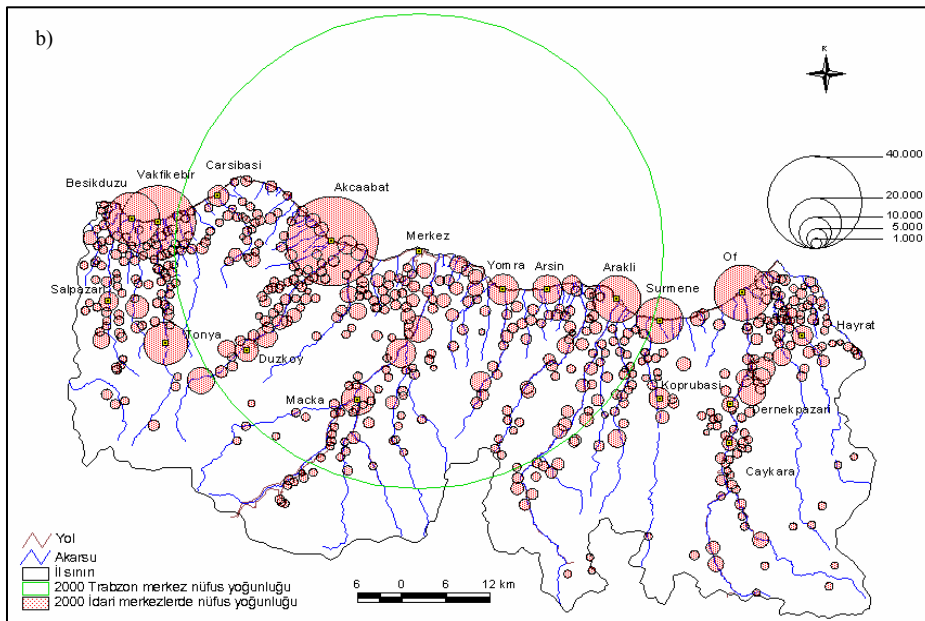 b)
K
40.000
20.000
10.000
5.000
1.000
Carsibasi
Vakfikebir
Besikduzu
Akcaabat
Merkez
Yomra
Arsin
Arakli
Of
Surmene
Salpazari
Hayrat
Tonya
Duzkoy
Macka
Koprubasi
Dernekpazari
Caykara
Yol
Akarsu
İl sınırı
2000 Trabzon merkez nüfus yoğunluğu
2000 İdari merkezlerde nüfus yoğunluğu
6 0 6 12 km